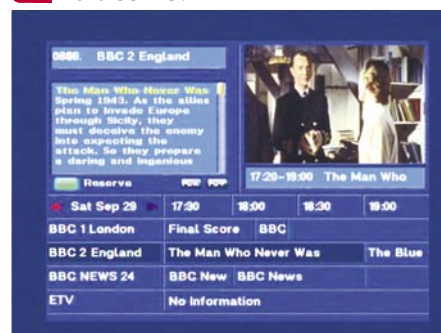 0886. BBC 2 England
The Man Who Never Was
Spring 1943. As the allies
plan to invade Europe
through Sicily, they
must deceive the enemy
into expecting the
attack. So they prepare
a daring and ingenious
Reserve
17:20-19:00 The Man Who
Sat Sep 29 17:30 18:00 18:30 19:00
BBC 1 London Final Score BBC
BBC 2 England The Man Who Never Was The Blue
BBC NEWS 24 BBC New BBC News
ETV No Information